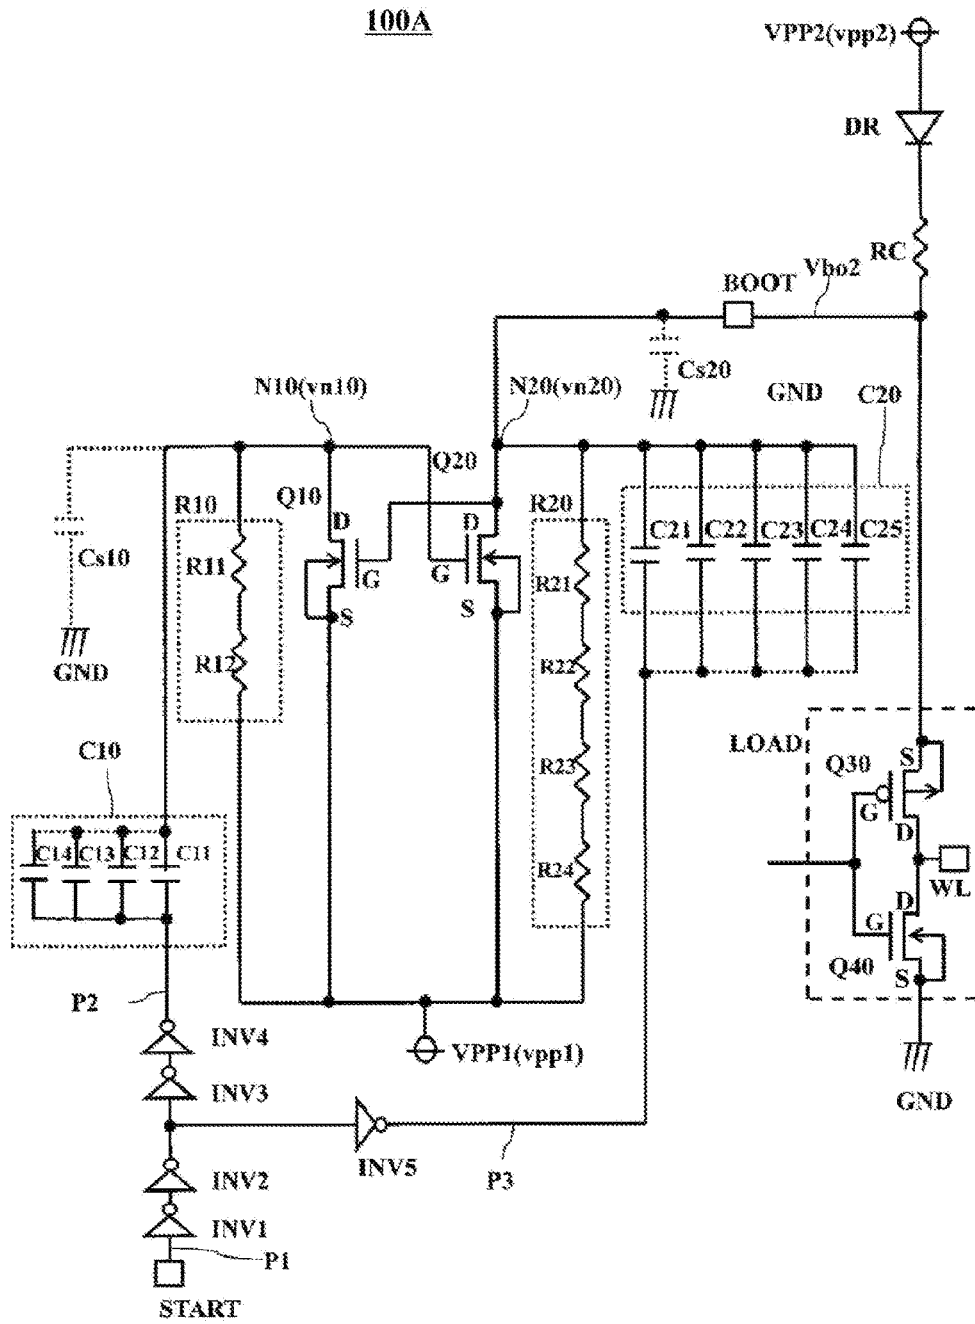 100A
VPP2(vpp2)
DR
RC
Vbo2
BOOT
Cs20
GND
C20
N10(vn10)
N20(vn20)
Q20
Q10
R10
D
D
R20
C21
C22
C23
C24
C25
Cs10
R11
G
G
R21
S
S
GND
R12
R22
C10
LOAD
S
Q30
R23
G
D
C14
C13
C12
C11
R24
WL
D
G
Q40
S
P2
INV4
VPP1(vpp1)
INV3
GND
INV5
P3
INV2
INV1
P1
START